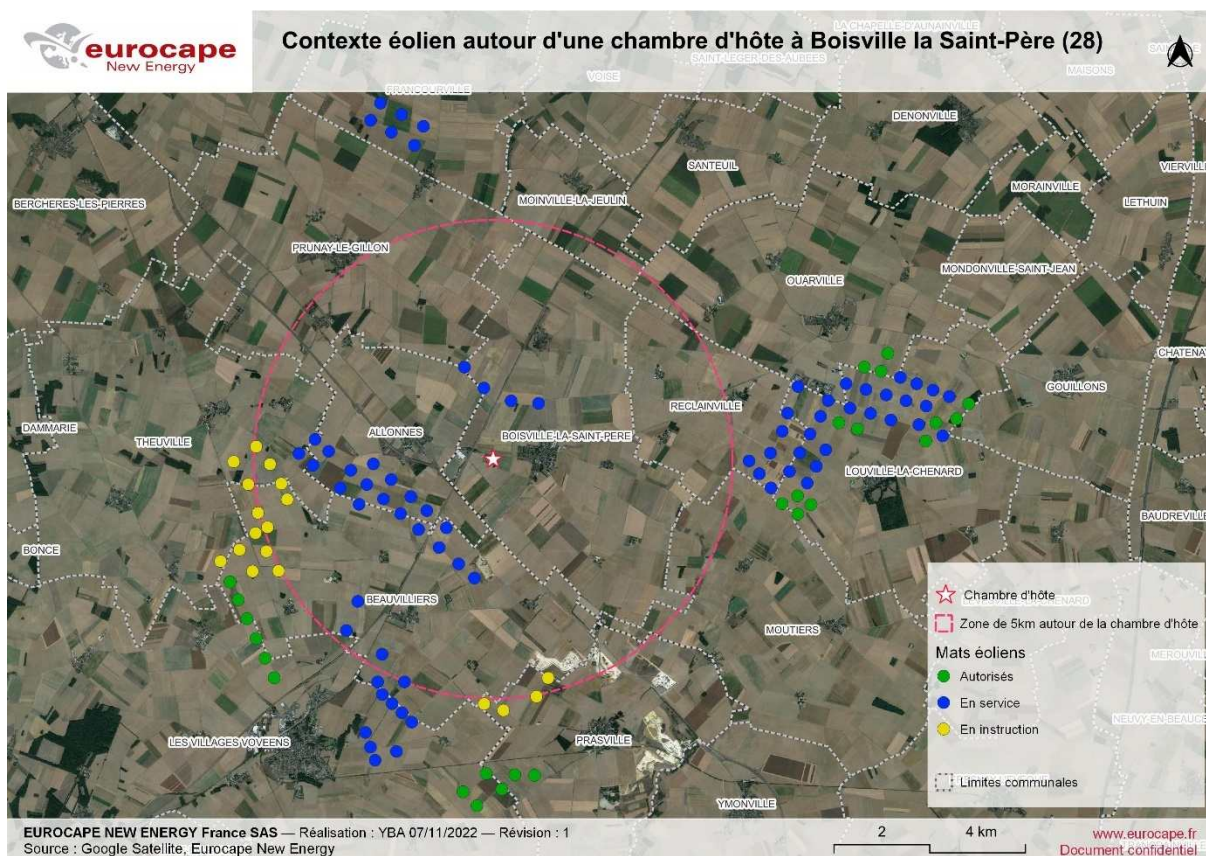 eurocape
New Energy
Contexte éolien autour d'une chambre d'hôte à Boisville la Saint-Père (28)
LA CHAPELLE-D'AUNAINVILLE
SAINT-LEGER-DES-AUBEES
VOISE
MAISONS
FRANCOURVILLE
DENONVILLE
SANTEUIL
VIERVILLE
MORAINVILLE
LETHUIN
BERCHERES-LES-PIERRES
MOINVILLE-LA-JEULIN
PRUNAY-LE-GILLON
MONDONVILLE-SAINT-JEAN
OUARVILLE
CHATENAY
GOUILLONS
RECLAINVILLE
DAMMARIE
THEUVILLE
ALLONNES
BOISVILLE-LA-SAINT-PERE
LOUVILLE-LA-CHENARD
BAUDREVILLE
BONCE
BEAUVILLIERS
MOUTIERS
LES VILLAGES VOVEENS
PRASVILLE
YMONVILLE
Chambre d'hôte
Zone de 5km autour de la chambre d'hôte
Mats éoliens
Autorisés
MEROUVILLE
En service
NEUVY-EN-BEAUCE
En instruction
Limites communales
EUROCAPE NEW ENERGY France SAS — Réalisation : YBA 07/11/2022 — Révision : 1
Source : Google Satellite, Eurocape New Energy
2 4 km
www.eurocape.fr
Document confidentiel